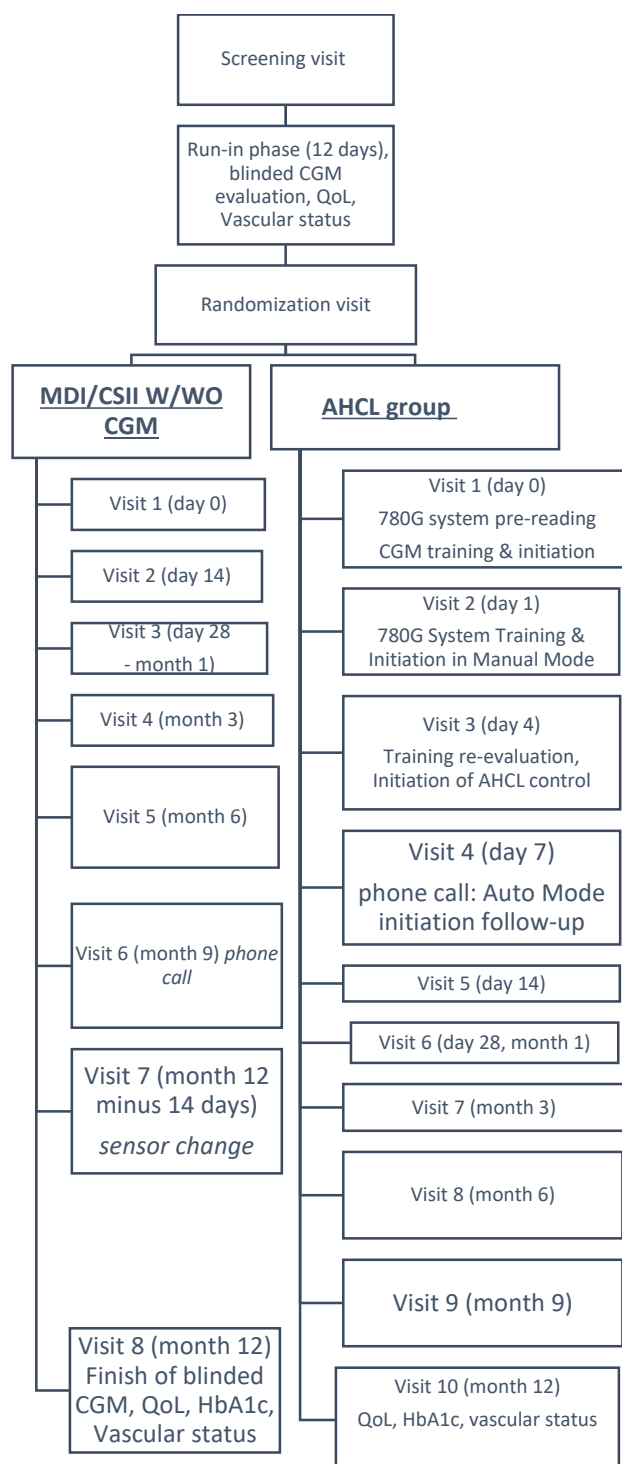 Screening visit
Run-in phase (12 days),
blinded CGM
evaluation, QoL,
Vascular status
Randomization visit
MDI/CSII W/WO
CGM
Visit 1 (day 0)
Visit 2 (day 14)
Visit 3 (day 28
- month 1)
Visit 4 (month 3)
Visit 5 (month 6)
Visit 6 (month 9) phone
call
Visit 7 (month 12
minus 14 days)
sensor change
Visit 8 (month 12)
Finish of blinded
CGM, QoL, HbA1c,
Vascular status
AHCL group
Visit 1 (day 0)
780G system pre-reading
CGM training & initiation
Visit 2 (day 1)
780G System Training &
Initiation in Manual Mode
Visit 3 (day 4)
Training re-evaluation,
Initiation of AHCL control
Visit 4 (day 7)
phone call: Auto Mode
initiation follow-up
Visit 5 (day 14)
Visit 6 (day 28, month 1)
Visit 7 (month 3)
Visit 8 (month 6)
Visit 9 (month 9)
Visit 10 (month 12)
QoL, HbA1c, vascular status